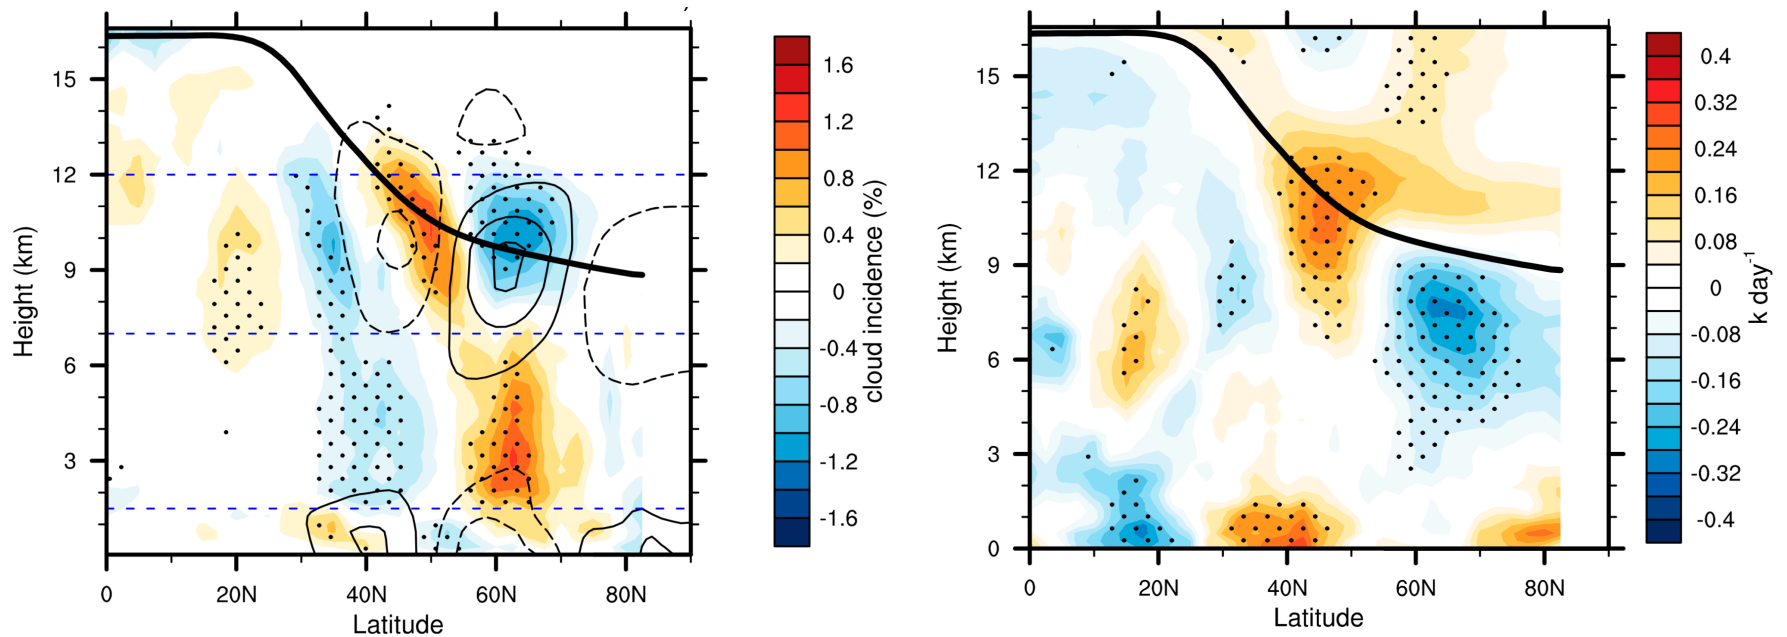 15
12
9
6
3
Height (km)
0
20N
40N
60N
80N
Latitude
1.6
1.2
0.8
0.4
0
-0.4
-0.8
-1.2
-1.6
cloud incidence (%)
15
12
9
6
3
0
Height (km)
0
20N
40N
60N
80N
Latitude
0.4
0.32
0.24
0.16
0.08
0
-0.08
-0.16
-0.24
-0.32
-0.4
k day⁻¹